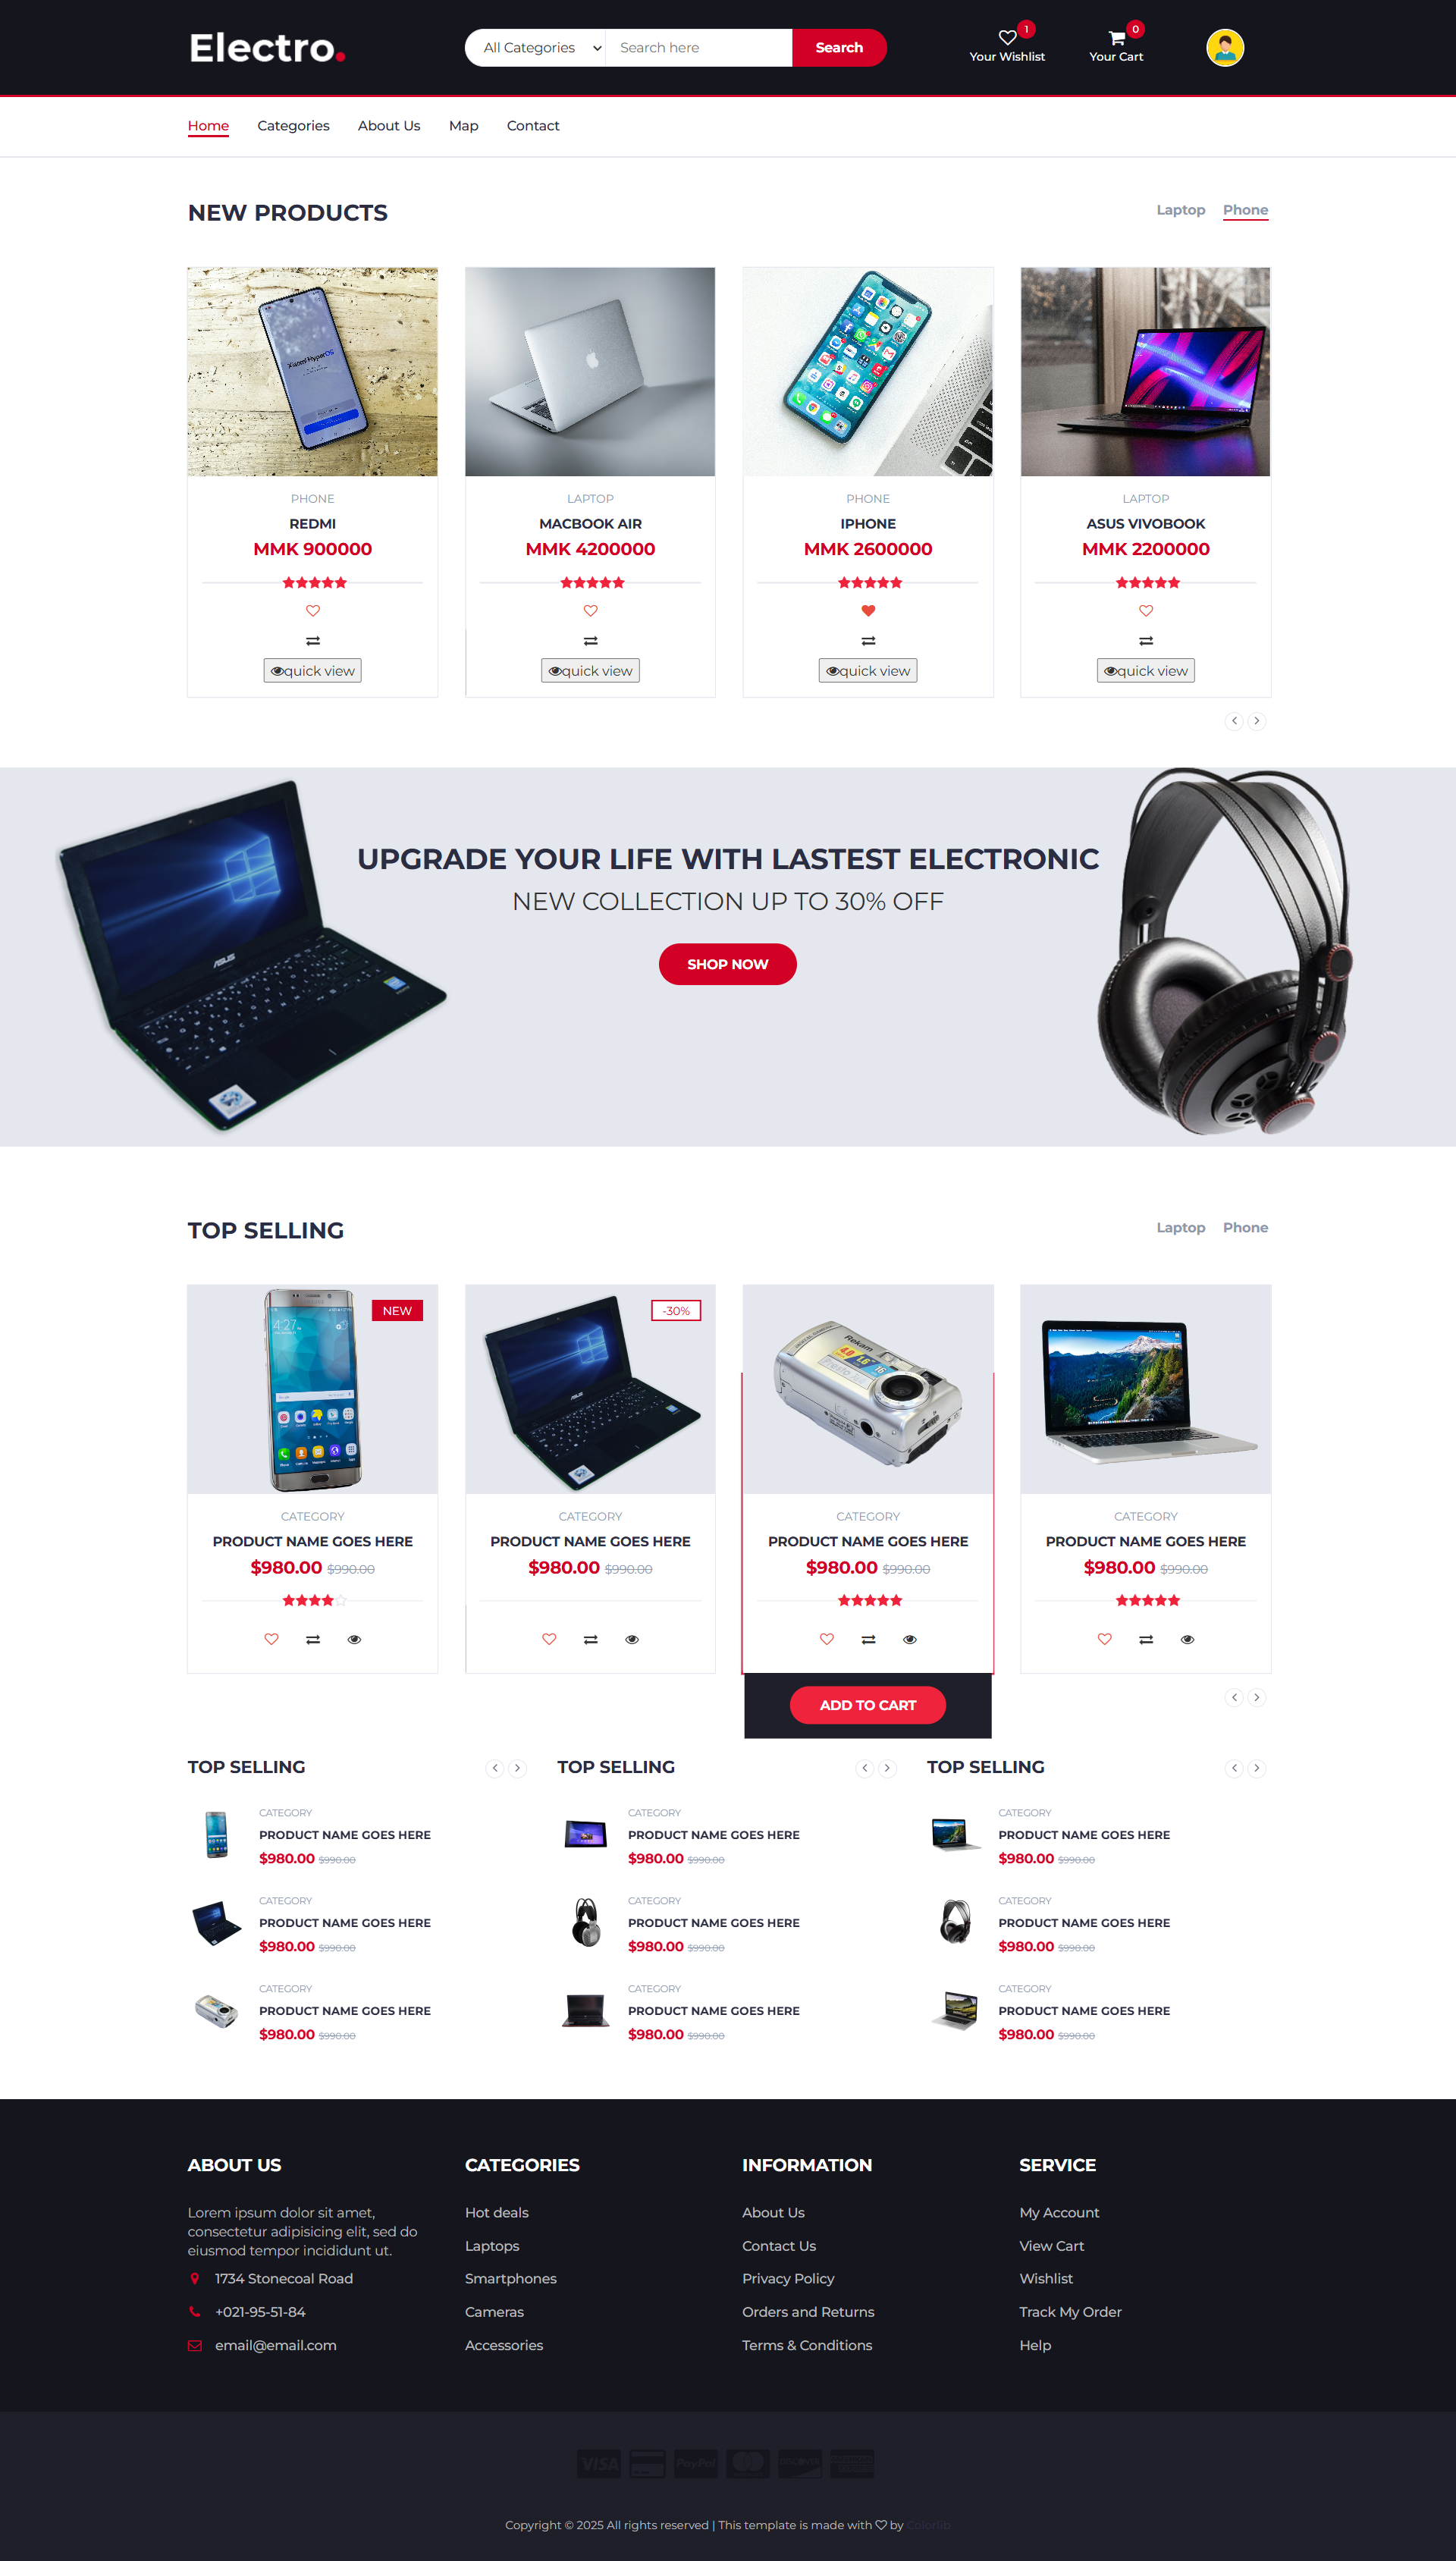 Electro.
All Categories Search here Search
1
Your Wishlist
0
Your Cart
Home Categories About Us Map Contact
NEW PRODUCTS
Laptop Phone
Xiaomi HyperOS
PHONE
REDMI
MMK 900000
quick view
LAPTOP
MACBOOK AIR
MMK 4200000
quick view
PHONE
IPHONE
MMK 2600000
quick view
LAPTOP
ASUS VIVOBOOK
MMK 2200000
quick view
UPGRADE YOUR LIFE WITH LASTEST ELECTRONIC
NEW COLLECTION UP TO 30% OFF
SHOP NOW
ASUS
TOP SELLING
Laptop Phone
NEW
4:27
CATEGORY
PRODUCT NAME GOES HERE
$980.00 $990.00
-30%
ASUS
CATEGORY
PRODUCT NAME GOES HERE
$980.00 $990.00
Rekam
CATEGORY
PRODUCT NAME GOES HERE
$980.00 $990.00
ADD TO CART
CATEGORY
PRODUCT NAME GOES HERE
$980.00 $990.00
TOP SELLING
CATEGORY
PRODUCT NAME GOES HERE
$980.00 $990.00
CATEGORY
PRODUCT NAME GOES HERE
$980.00 $990.00
CATEGORY
PRODUCT NAME GOES HERE
$980.00 $990.00
TOP SELLING
CATEGORY
PRODUCT NAME GOES HERE
$980.00 $990.00
CATEGORY
PRODUCT NAME GOES HERE
$980.00 $990.00
CATEGORY
PRODUCT NAME GOES HERE
$980.00 $990.00
TOP SELLING
CATEGORY
PRODUCT NAME GOES HERE
$980.00 $990.00
CATEGORY
PRODUCT NAME GOES HERE
$980.00 $990.00
CATEGORY
PRODUCT NAME GOES HERE
$980.00 $990.00
ABOUT US
Lorem ipsum dolor sit amet,
consectetur adipisicing elit, sed do
eiusmod tempor incididunt ut.
1734 Stonecoal Road
+021-95-51-84
email@email.com
CATEGORIES
Hot deals
Laptops
Smartphones
Cameras
Accessories
INFORMATION
About Us
Contact Us
Privacy Policy
Orders and Returns
Terms & Conditions
SERVICE
My Account
View Cart
Wishlist
Track My Order
Help
VISA PayPal DISCOVER
Copyright © 2025 All rights reserved | This template is made with by Colorlib